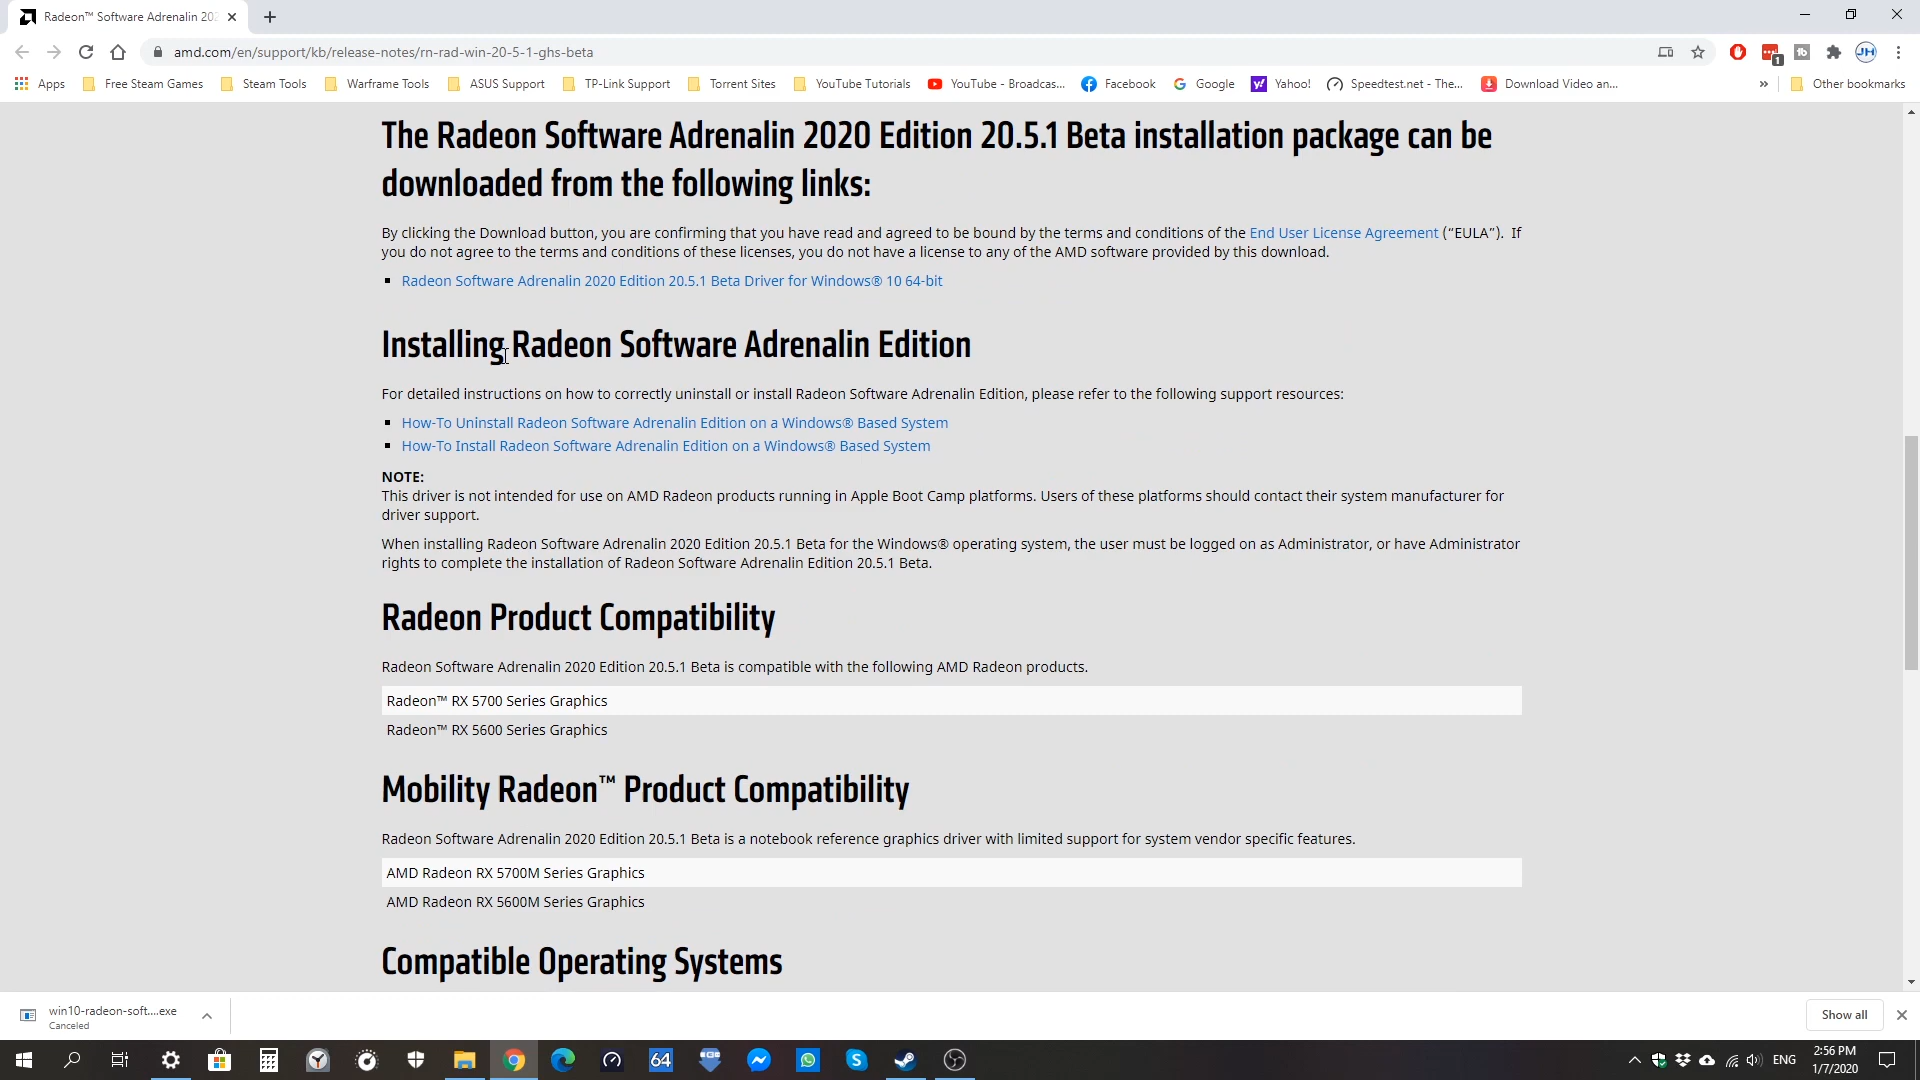 Radeon™ Software Adrenalin 202
amd.com/en/support/kb/release-notes/rn-rad-win-20-5-1-ghs-beta
1
JH
Apps
Free Steam Games
Steam Tools
Warframe Tools
ASUS Support
TP-Link Support
Torrent Sites
YouTube Tutorials
YouTube - Broadcas...
Facebook
Google
Yahoo!
Speedtest.net - The...
Download Video an...
»
Other bookmarks
The Radeon Software Adrenalin 2020 Edition 20.5.1 Beta installation package can be
downloaded from the following links:
By clicking the Download button, you are confirming that you have read and agreed to be bound by the terms and conditions of the End User License Agreement (“EULA”). If
you do not agree to the terms and conditions of these licenses, you do not have a license to any of the AMD software provided by this download.
Radeon Software Adrenalin 2020 Edition 20.5.1 Beta Driver for Windows® 10 64-bit
Installing Radeon Software Adrenalin Edition
For detailed instructions on how to correctly uninstall or install Radeon Software Adrenalin Edition, please refer to the following support resources:
How-To Uninstall Radeon Software Adrenalin Edition on a Windows® Based System
How-To Install Radeon Software Adrenalin Edition on a Windows® Based System
NOTE:
This driver is not intended for use on AMD Radeon products running in Apple Boot Camp platforms. Users of these platforms should contact their system manufacturer for
driver support.
When installing Radeon Software Adrenalin 2020 Edition 20.5.1 Beta for the Windows® operating system, the user must be logged on as Administrator, or have Administrator
rights to complete the installation of Radeon Software Adrenalin Edition 20.5.1 Beta.
Radeon Product Compatibility
Radeon Software Adrenalin 2020 Edition 20.5.1 Beta is compatible with the following AMD Radeon products.
Radeon™ RX 5700 Series Graphics
Radeon™ RX 5600 Series Graphics
Mobility Radeon™ Product Compatibility
Radeon Software Adrenalin 2020 Edition 20.5.1 Beta is a notebook reference graphics driver with limited support for system vendor specific features.
AMD Radeon RX 5700M Series Graphics
AMD Radeon RX 5600M Series Graphics
Compatible Operating Systems
win10-radeon-soft....exe
Canceled
Show all
64
ENG
2:56 PM
1/7/2020